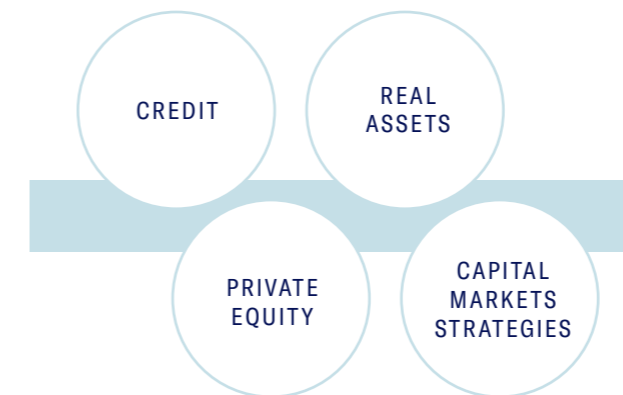 CREDIT
REAL
ASSETS
PRIVATE
EQUITY
CAPITAL
MARKETS
STRATEGIES